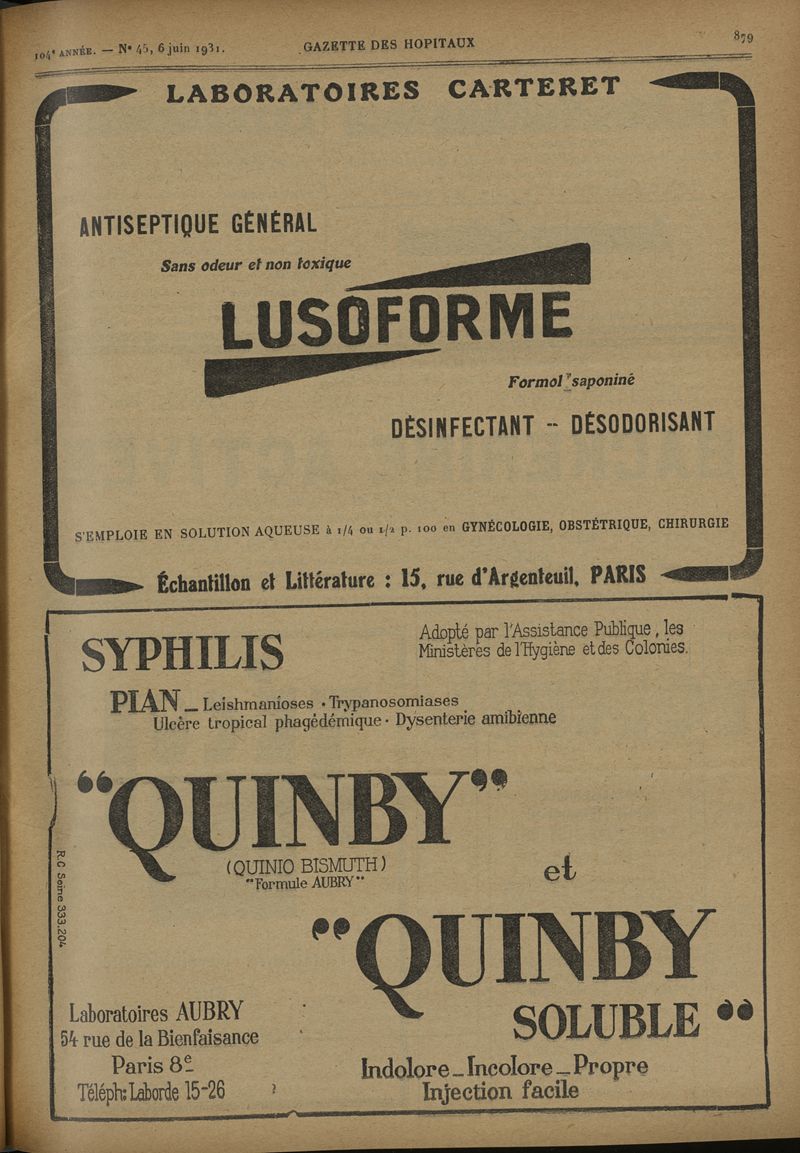 104e ANNÉE. — N° 45, 6 juin 1931. GAZETTE DES HOPITAUX 879
LABORATOIRES CARTERET
ANTISEPTIQUE GÉNÉRAL
Sans odeur et non toxique
LUSOFORME
Formol saponiné
DÉSINFECTANT -- DÉSODORISANT
S'EMPLOIE EN SOLUTION AQUEUSE à 1/4 ou 1/2 p. 100 en GYNÉCOLOGIE, OBSTÉTRIQUE, CHIRURGIE
Échantillon et Littérature : 15, rue d'Argenteuil, PARIS
SYPHILIS
Adopté par l'Assistance Publique, les
Ministères de l'Hygiène et des Colonies.
PIAN _ Leishmanioses · Trypanosomiases
Ulcère tropical phagédémique · Dysenterie amibienne
“QUINBY”
(QUINIO BISMUTH)
"Formule AUBRY"
et
“QUINBY
SOLUBLE”
R.C Seine 333.204
Laboratoires AUBRY
54 rue de la Bienfaisance
Paris 8e
Téléph: Laborde 15-26
Indolore _ Incolore _ Propre
Injection facile